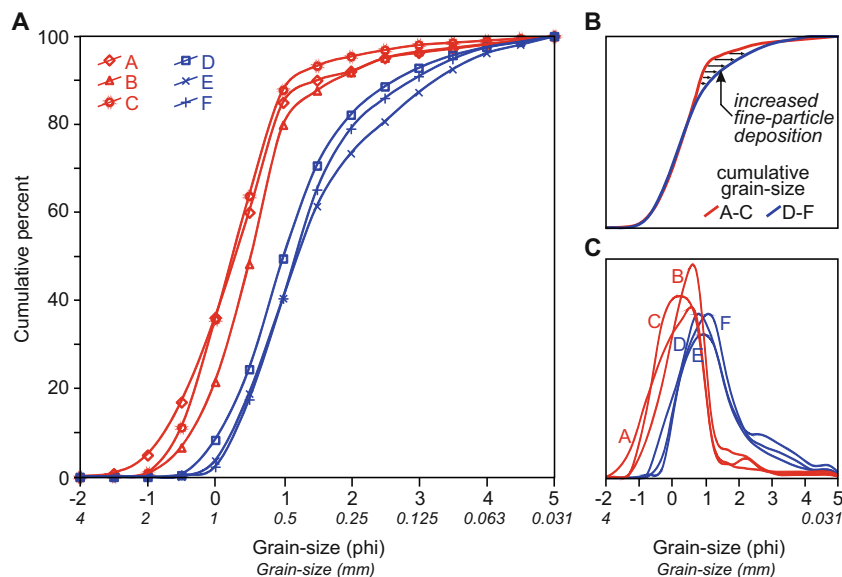 A
100
80
60
40
20
0
Cumulative percent
A
B
C
D
E
F
-2 -1 0 1 2 3 4 5
4 2 1 0.5 0.25 0.125 0.063 0.031
Grain-size (phi)
Grain-size (mm)
B
increased
fine-particle
deposition
cumulative
grain-size
A-C D-F
C
B
C
F
D
E
A
-2 -1 0 1 2 3 4 5
4 0.031
Grain-size (phi)
Grain-size (mm)